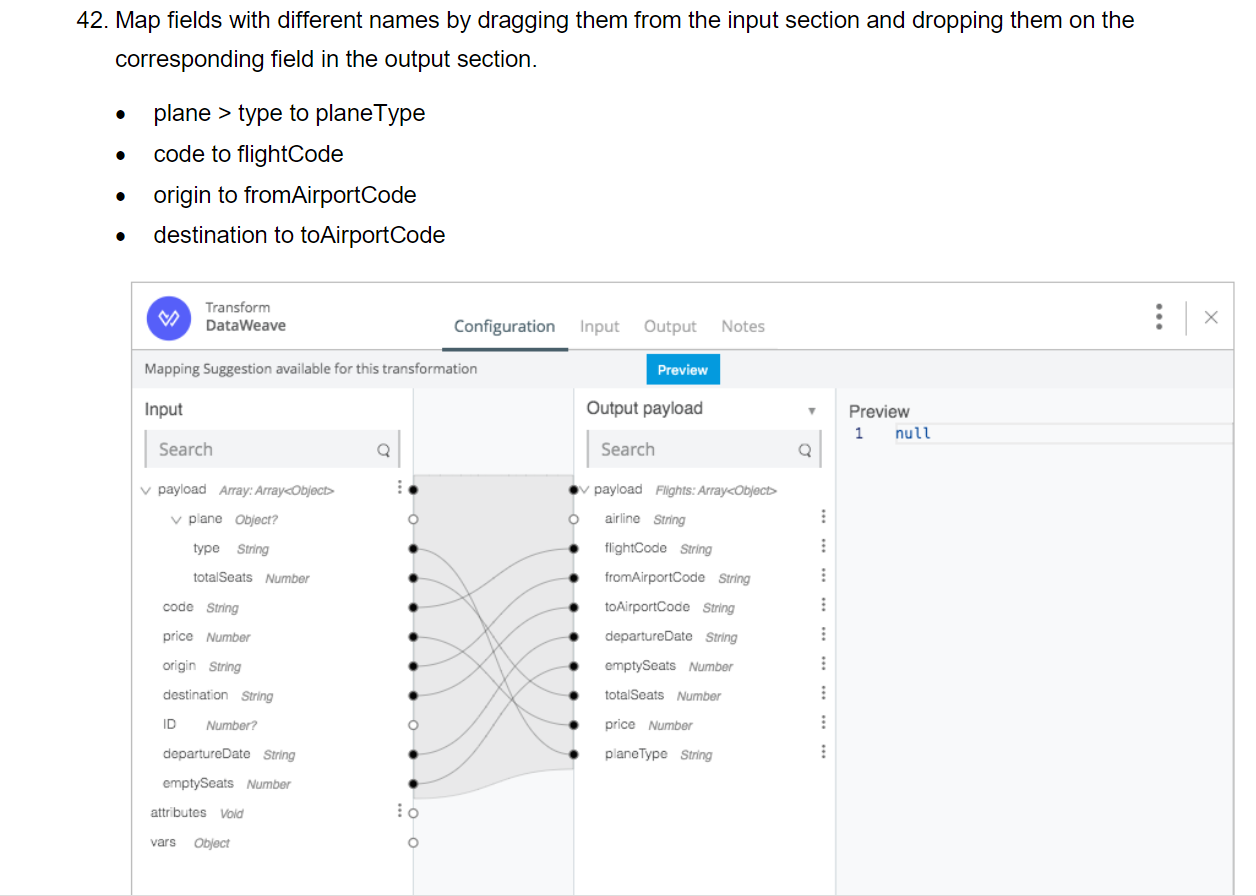 42. Map fields with different names by dragging them from the input section and dropping them on the
corresponding field in the output section.
• plane > type to planeType
• code to flightCode
• origin to fromAirportCode
• destination to toAirportCode
Transform
DataWeave
Configuration Input Output Notes
Mapping Suggestion available for this transformation Preview
Input
Search
payload Array: Array<Object>
plane Object?
type String
totalSeats Number
code String
price Number
origin String
destination String
ID Number?
departureDate String
emptySeats Number
attributes Void
vars Object
Output payload
Search
payload Flights: Array<Object>
airline String
flightCode String
fromAirportCode String
toAirportCode String
departureDate String
emptySeats Number
totalSeats Number
price Number
planeType String
Preview
1 null